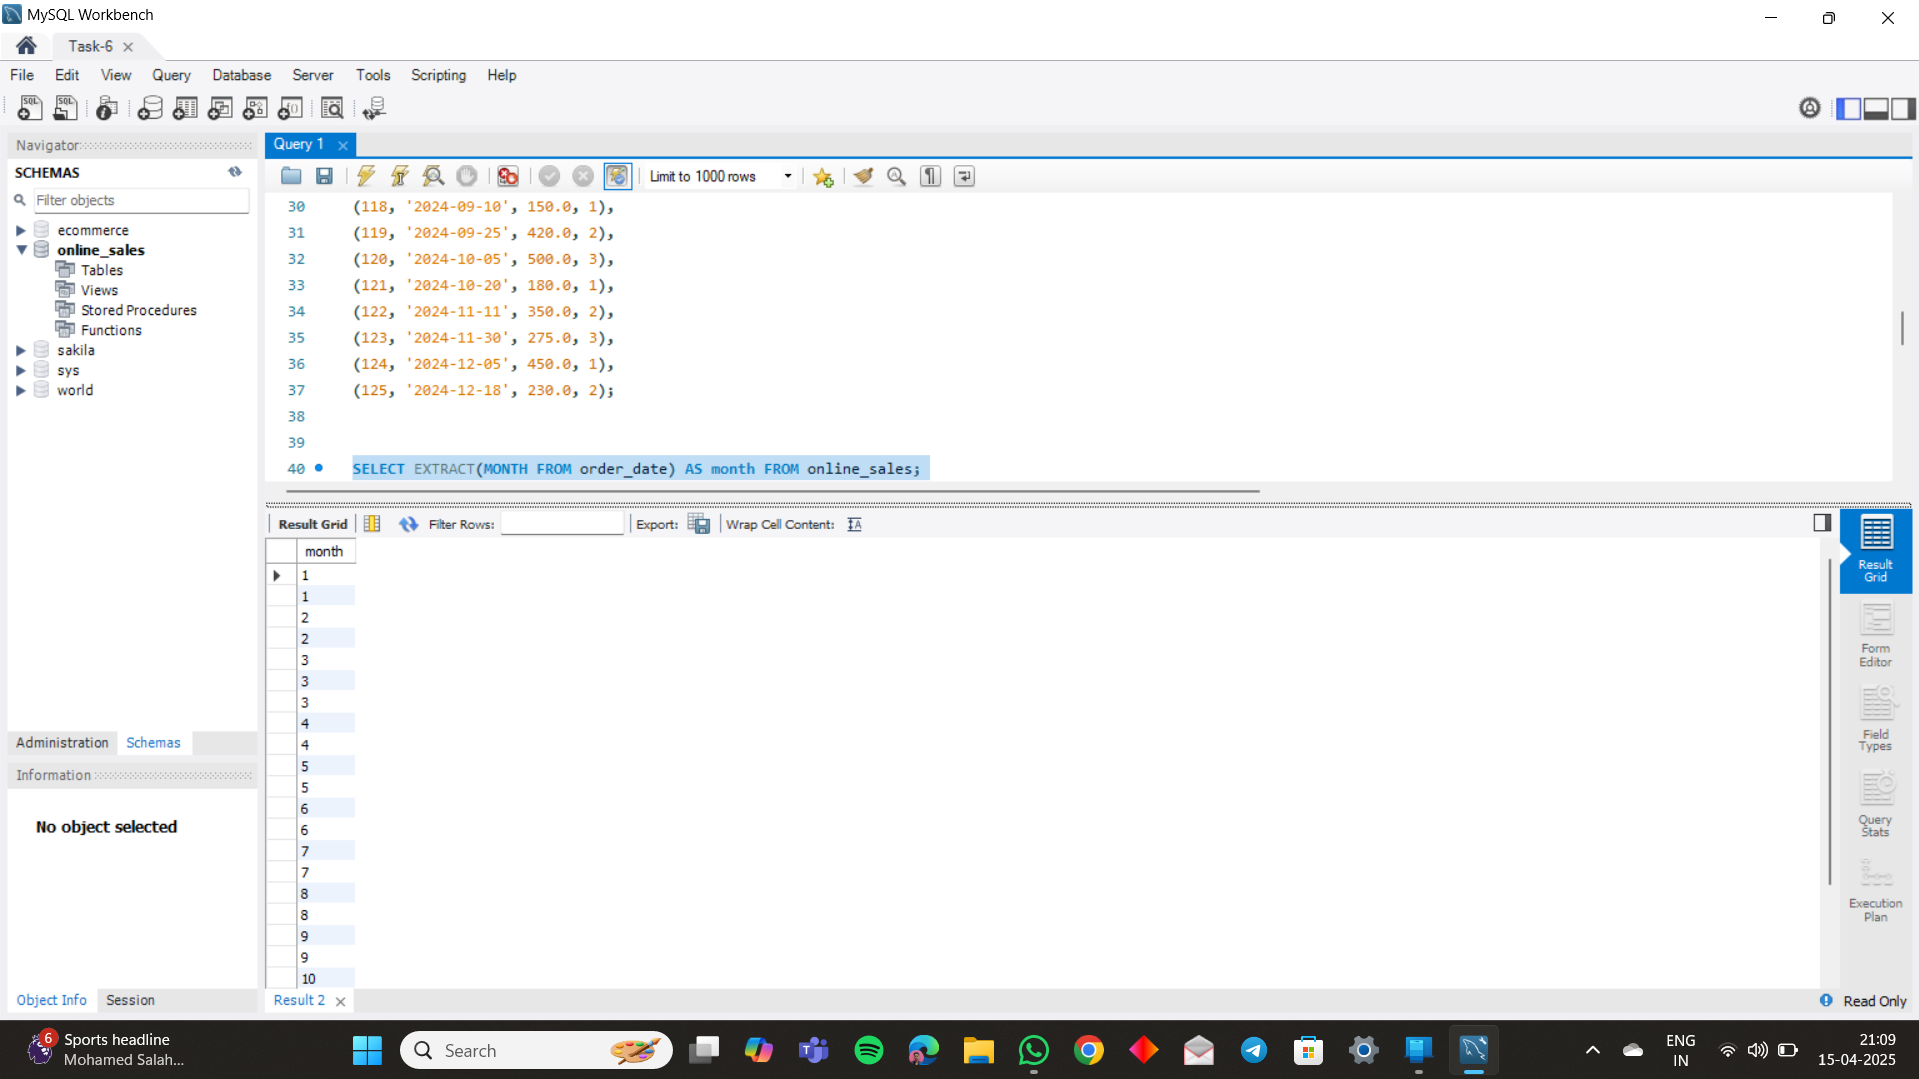 MySQL Workbench
Task-6
File Edit View Query Database Server Tools Scripting Help
Navigator
SCHEMAS
Filter objects
ecommerce
online_sales
Tables
Views
Stored Procedures
Functions
sakila
sys
world
Administration Schemas
Information
No object selected
Object Info Session
Query 1
Limit to 1000 rows
30 (118, '2024-09-10', 150.0, 1),
31 (119, '2024-09-25', 420.0, 2),
32 (120, '2024-10-05', 500.0, 3),
33 (121, '2024-10-20', 180.0, 1),
34 (122, '2024-11-11', 350.0, 2),
35 (123, '2024-11-30', 275.0, 3),
36 (124, '2024-12-05', 450.0, 1),
37 (125, '2024-12-18', 230.0, 2);
38
39
40 SELECT EXTRACT(MONTH FROM order_date) AS month FROM online_sales;
Result Grid Filter Rows: Export: Wrap Cell Content:
month
1
1
2
2
3
3
3
4
4
5
5
6
6
7
7
8
8
9
9
10
Result 2
Result
Grid
Form
Editor
Field
Types
Query
Stats
Execution
Plan
Read Only
6
Sports headline
Mohamed Salah...
Search
ENG
IN
21:09
15-04-2025